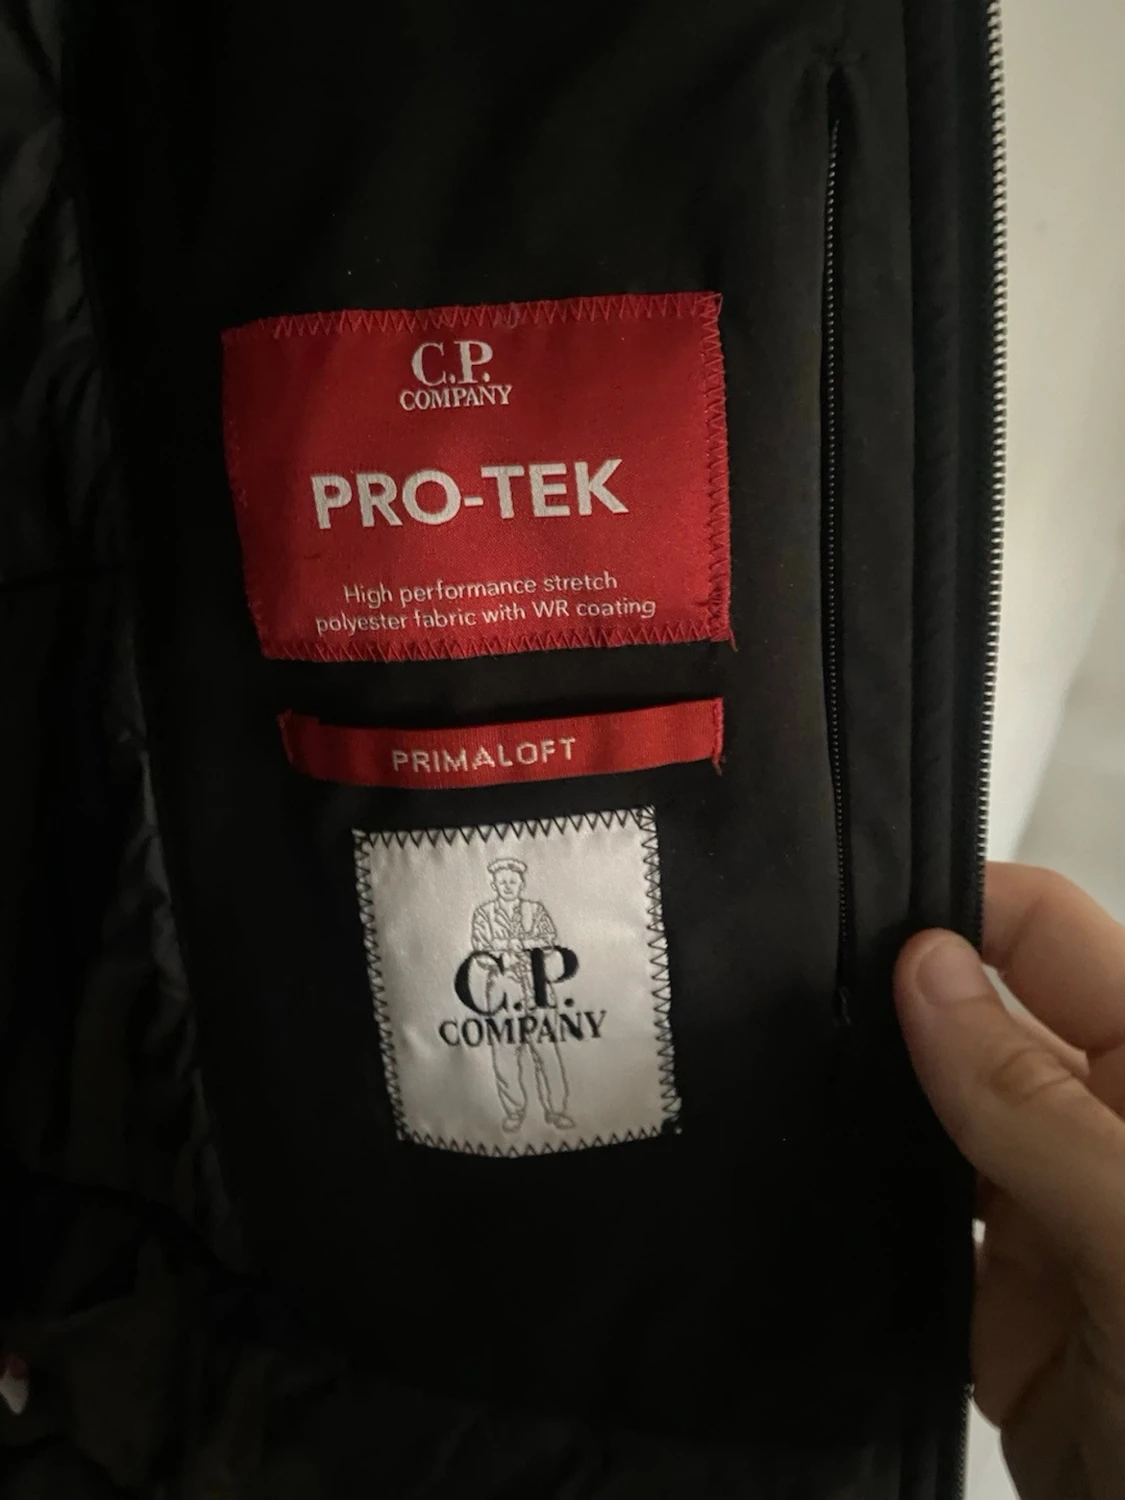 C.P.
COMPANY
PRO-TEK
High performance stretch
polyester fabric with WR coating
PRIMALOFT
C.P.
COMPANY